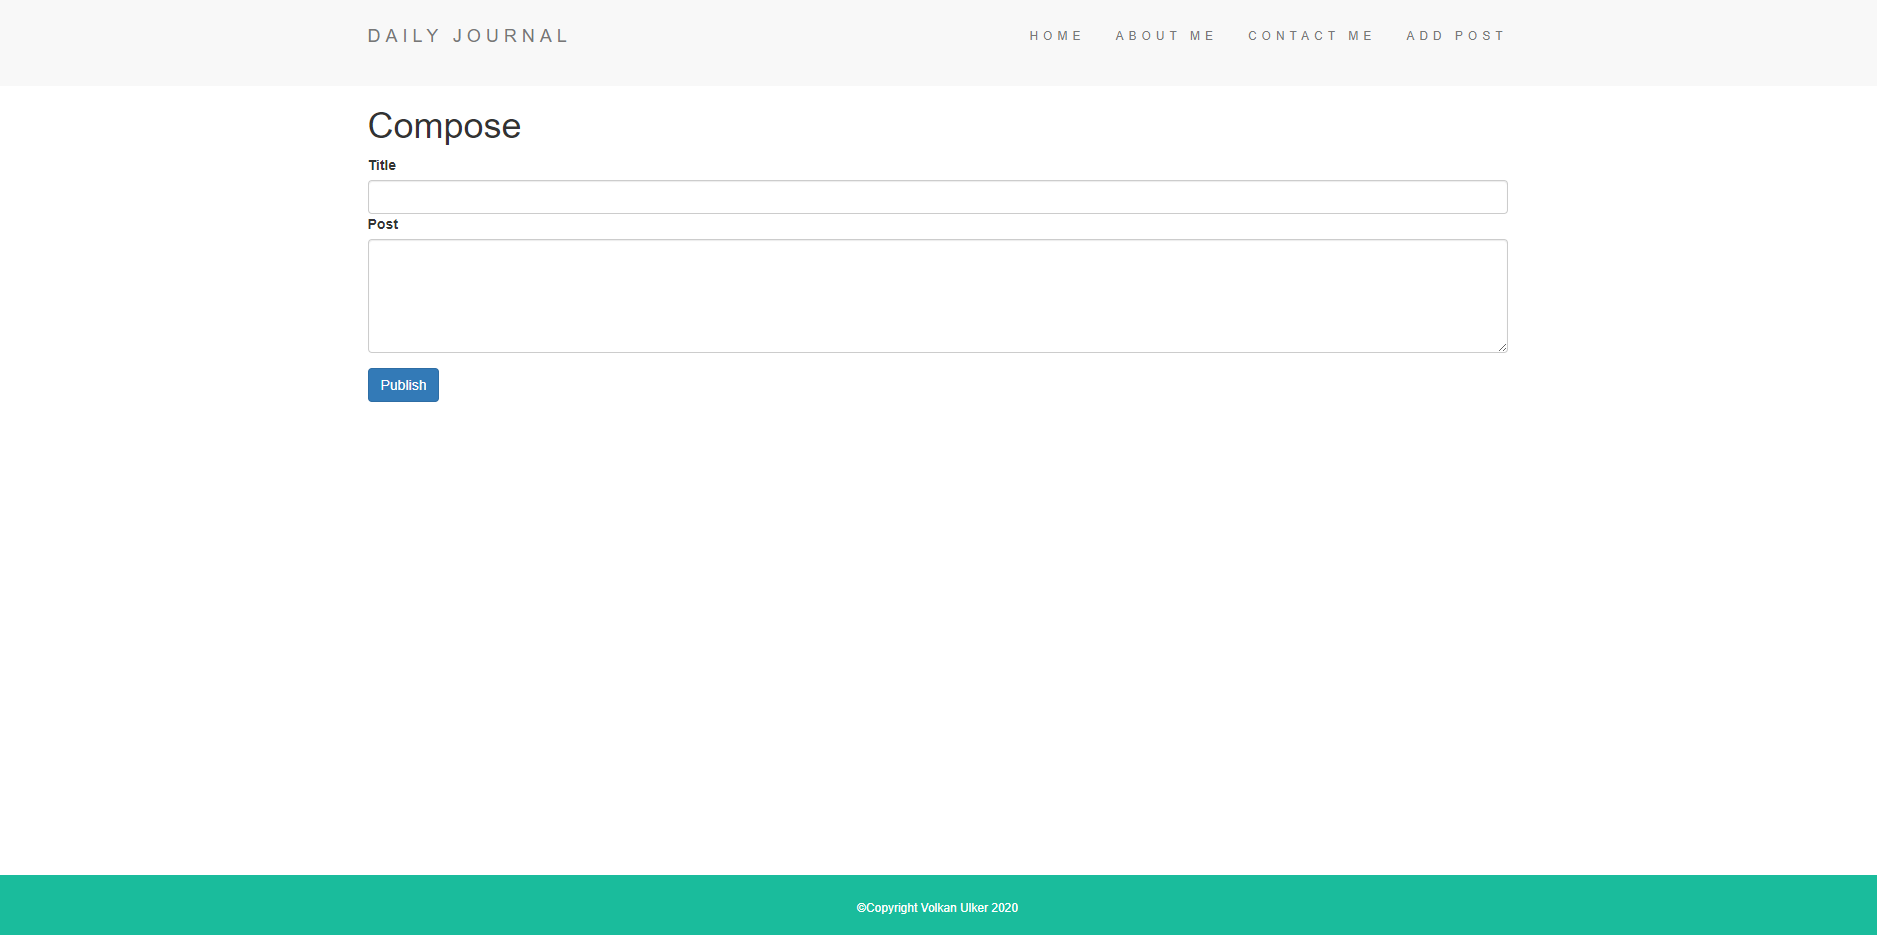 DAILY JOURNAL
HOME ABOUT ME CONTACT ME ADD POST
Compose
Title
Post
Publish
©Copyright Volkan Ulker 2020